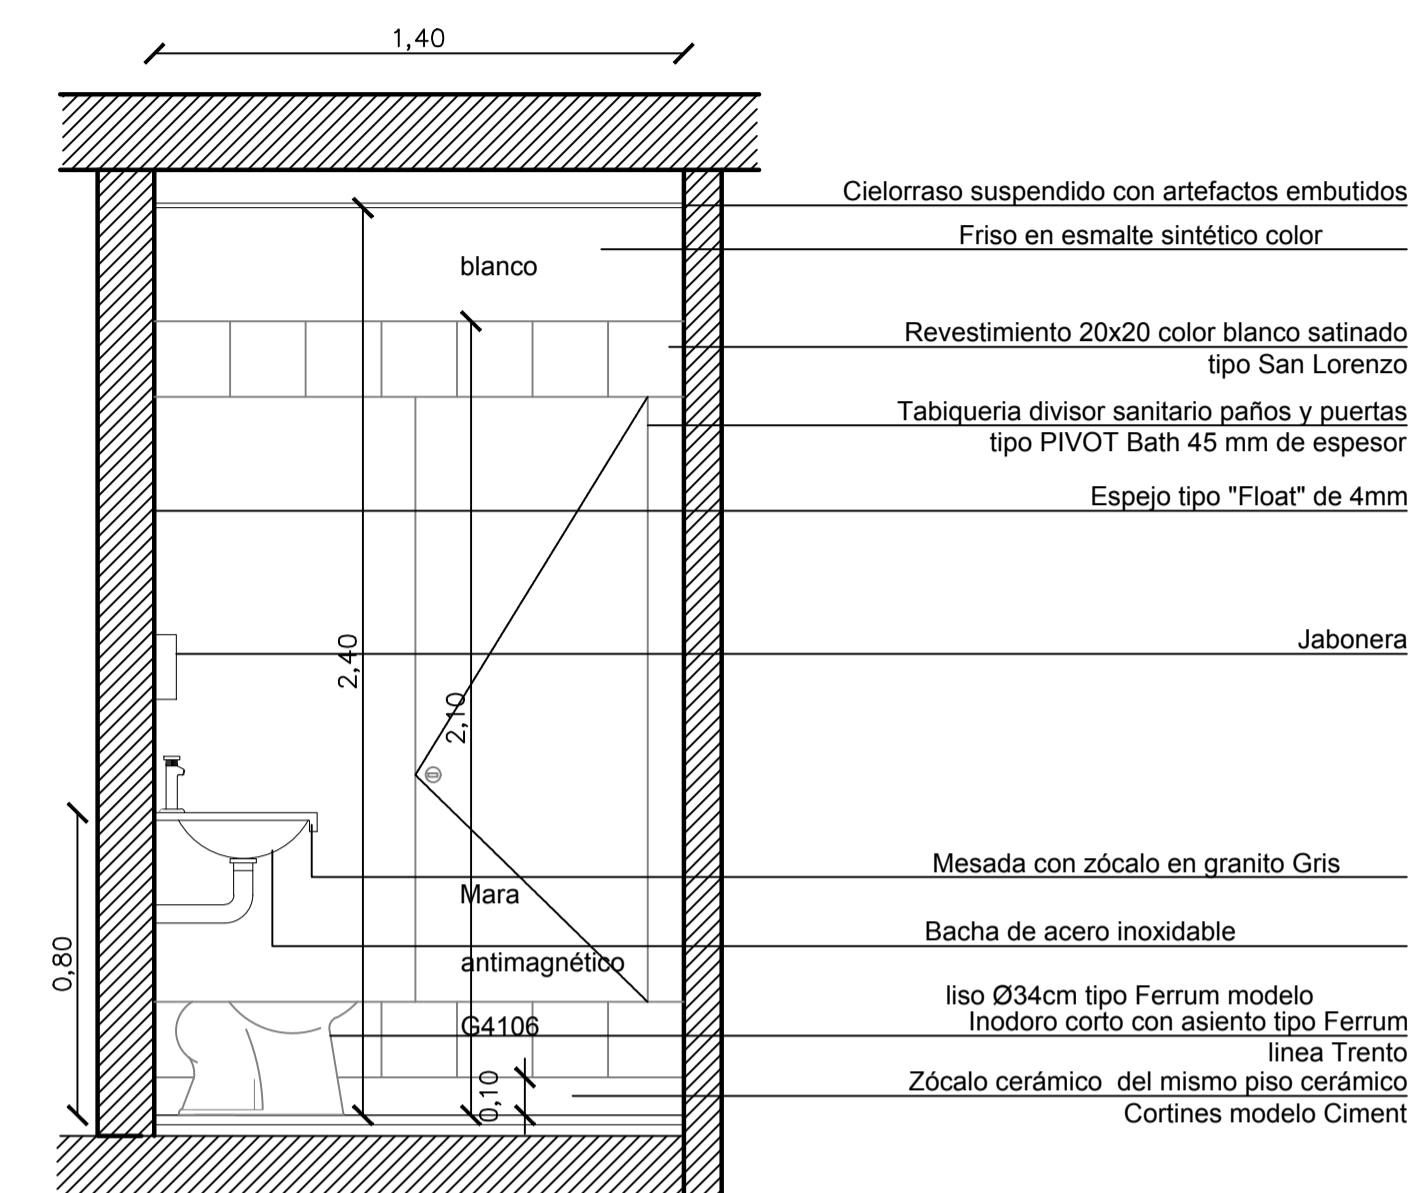 1,40
Cielorraso suspendido con artefactos embutidos
Friso en esmalte sintético color
blanco
Revestimiento 20x20 color blanco satinado
tipo San Lorenzo
Tabiqueria divisor sanitario paños y puertas
tipo PIVOT Bath 45 mm de espesor
Espejo tipo "Float" de 4mm
Jabonera
2,40
2,10
Mesada con zócalo en granito Gris
Mara
Bacha de acero inoxidable
antimagnético
0,80
liso Ø34cm tipo Ferrum modelo
G4106
Inodoro corto con asiento tipo Ferrum
linea Trento
0,10
Zócalo cerámico  del mismo piso cerámico
Cortines modelo Ciment